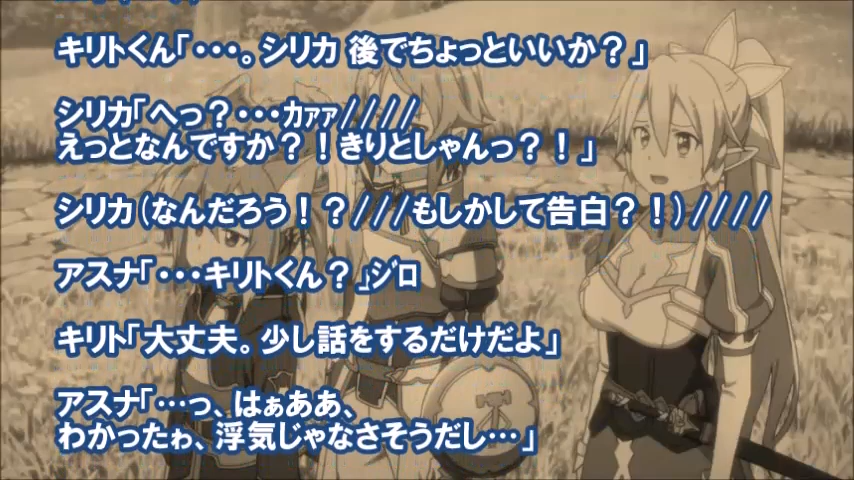 キリトくん「・・・。シリカ 後でちょっといいか？」
シリカ「へっ？・・・カァァ////
えっとなんですか？！きりとしゃんっ？！」
シリカ（なんだろう！？///もしかして告白？！）////
アスナ「・・・キリトくん？」ジロ
キリト「大丈夫。少し話をするだけだよ」
アスナ「…っ、はぁああ、
わかったゎ、浮気じゃなさそうだし…」